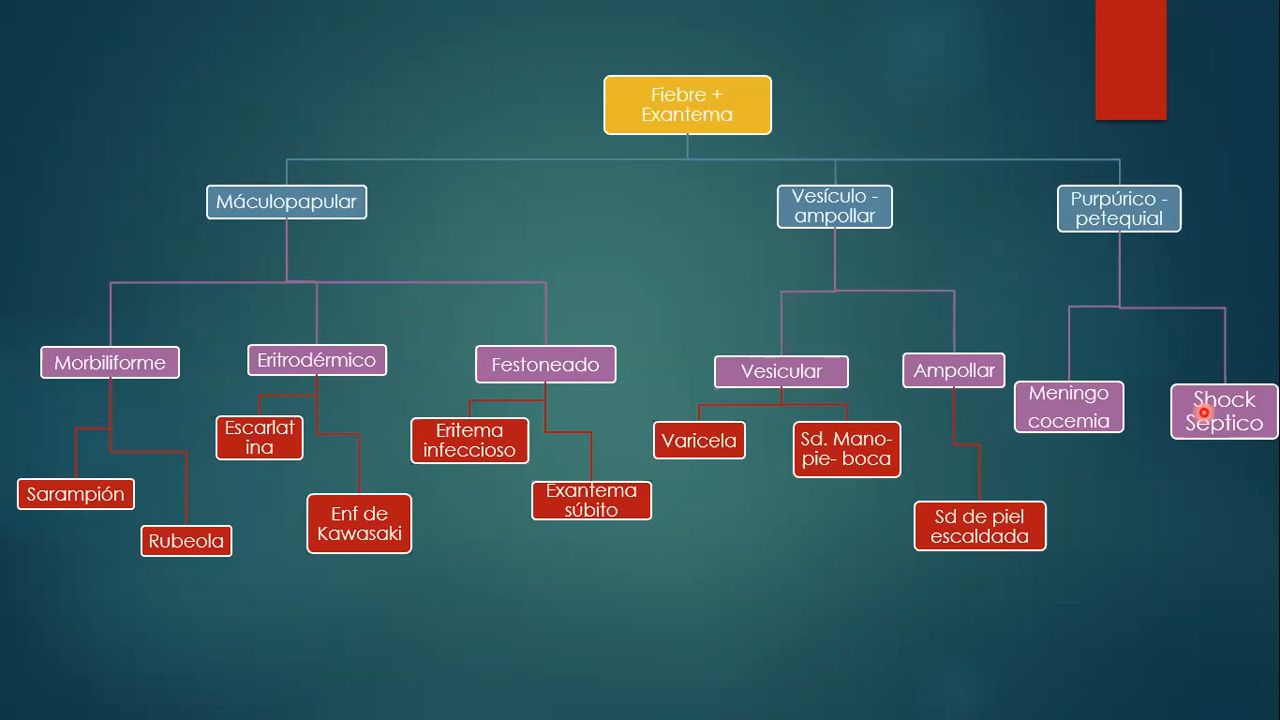 Fiebre +
Exantema
Máculopapular
Vesículo -
ampollar
Purpúrico -
petequial
Morbiliforme
Eritrodérmico
Festoneado
Vesicular
Ampollar
Meningo
cocemia
Shock
Septico
Sarampión
Rubeola
Escarlat
ina
Enf de
Kawasaki
Eritema
infeccioso
Exantema
súbito
Varicela
Sd. Mano-
pie- boca
Sd de piel
escaldada